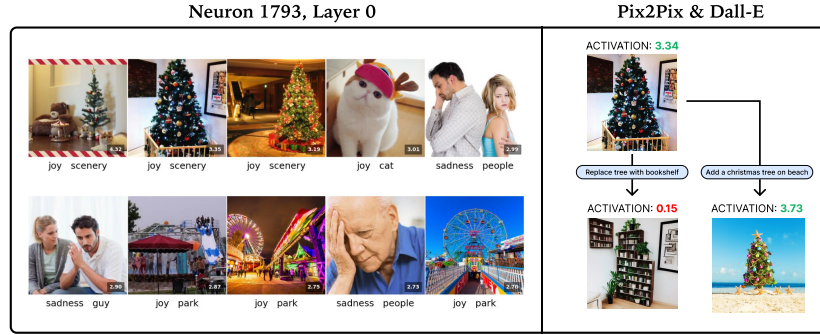 Neuron 1793, Layer 0
4.32
3.35
3.19
3.01
2.99
joy scenery
joy scenery
joy scenery
joy cat
sadness people
2.90
2.87
2.75
2.73
2.70
sadness guy
joy park
joy park
sadness people
joy park
Pix2Pix & Dall-E
ACTIVATION: 3.34
Replace tree with bookshelf
Add a christmas tree on beach
ACTIVATION: 0.15
ACTIVATION: 3.73